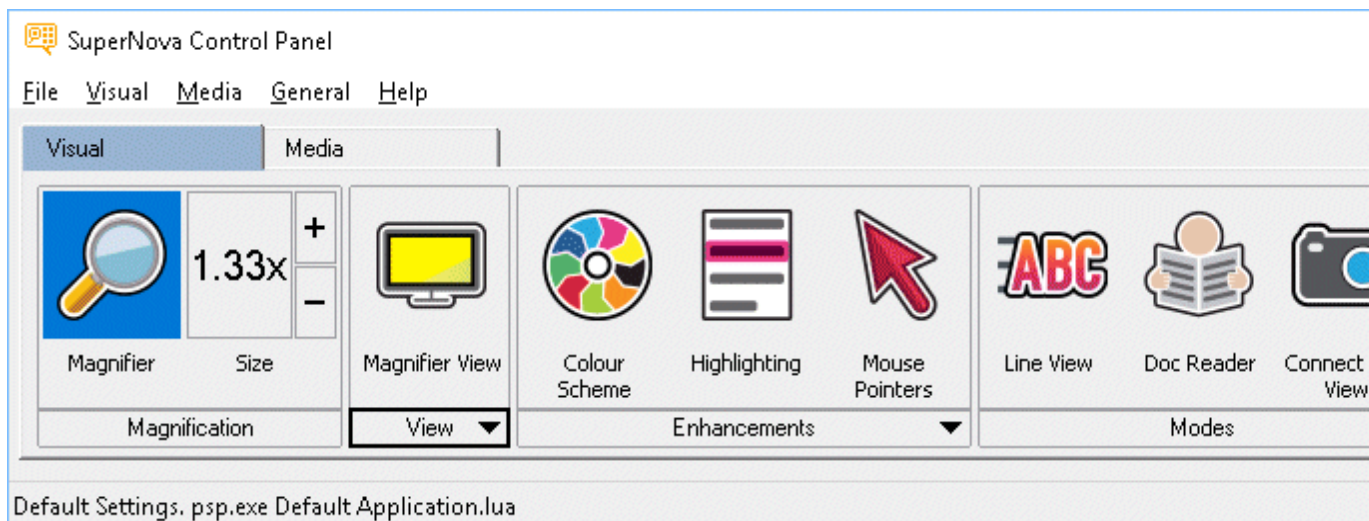 SuperNova Control Panel
File Visual Media General Help
Visual Media
1.33x + −
ABC
Magnifier Size Magnifier View Colour Scheme Highlighting Mouse Pointers Line View Doc Reader Connect View
Magnification View Enhancements Modes
Default Settings. psp.exe Default Application.lua